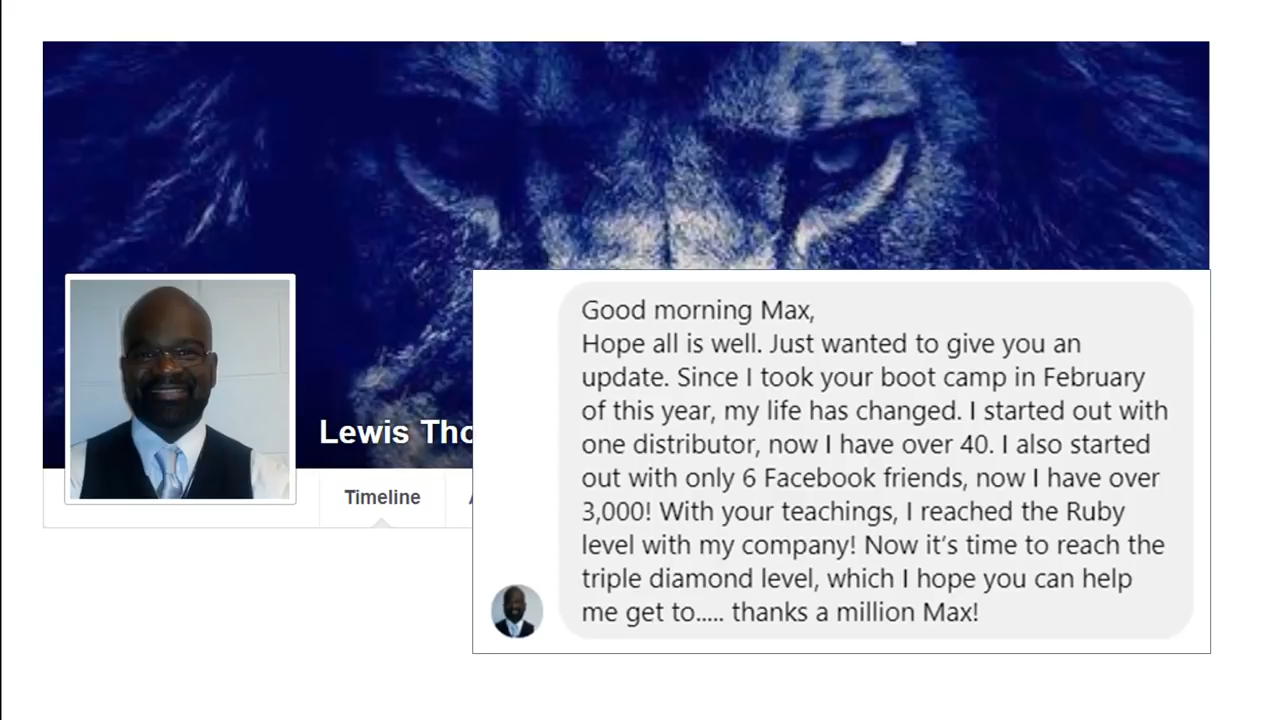 Good morning Max,
Hope all is well. Just wanted to give you an
update. Since I took your boot camp in February
of this year, my life has changed. I started out with
one distributor, now I have over 40. I also started
out with only 6 Facebook friends, now I have over
3,000! With your teachings, I reached the Ruby
level with my company! Now it's time to reach the
triple diamond level, which I hope you can help
me get to..... thanks a million Max!
Lewis Tho
Timeline